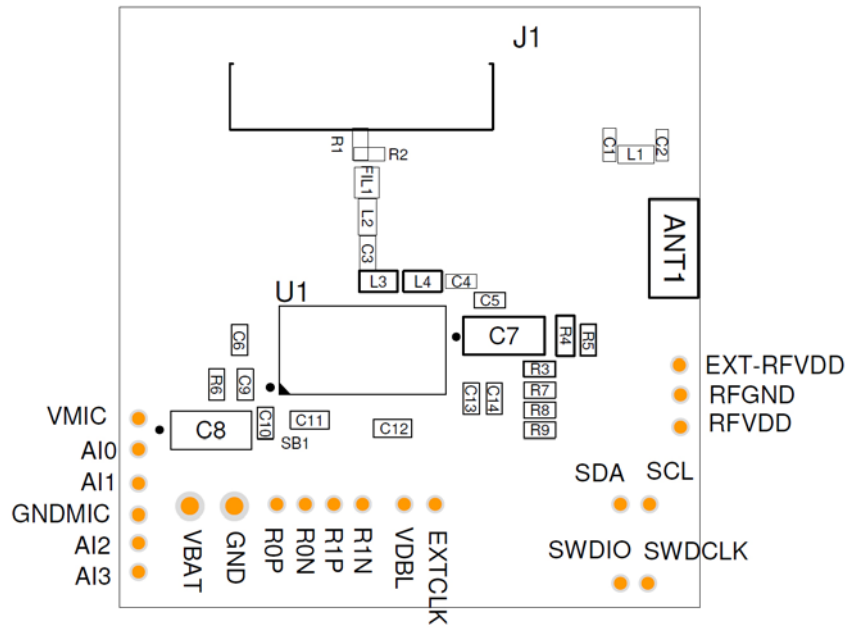 J1
R1
R2
C1
L1
C2
FIL1
L2
C3
ANT1
L3
L4
C4
C5
U1
C6
C7
R4
R5
R3
EXT-RFVDD
R6
C9
C13
C14
R7
RFGND
R8
VMIC
C8
C10
C11
C12
R9
RFVDD
SB1
AI0
AI1
SDA
SCL
GNDMIC
VBAT
GND
R0P
R0N
R1P
R1N
VDBL
EXTCLK
AI2
SWDIO
SWDCLK
AI3